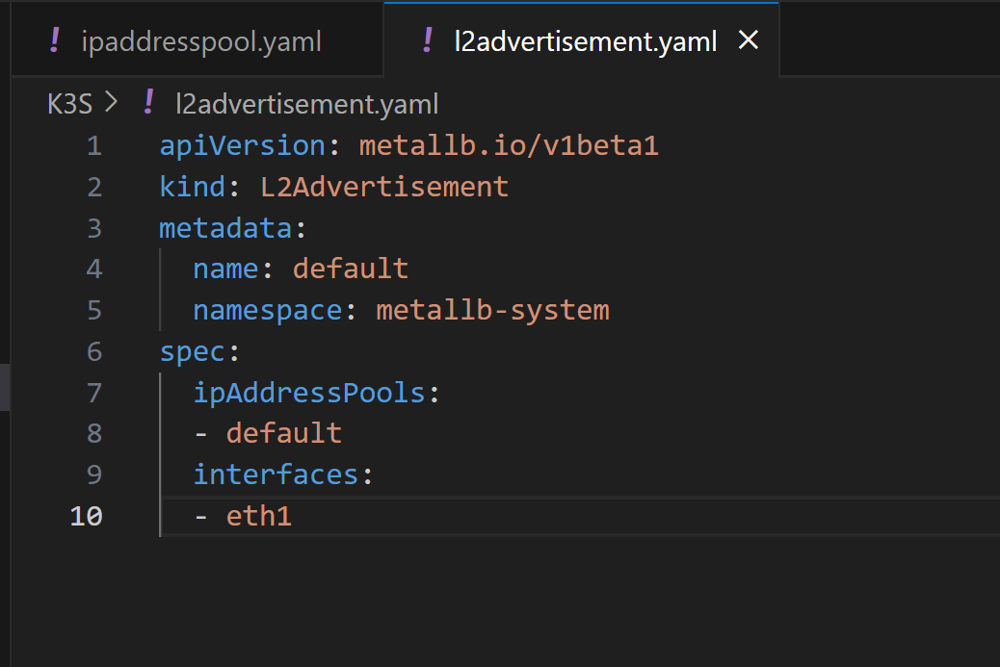 ! ipaddresspool.yaml ! l2advertisement.yaml ×
K3S > ! l2advertisement.yaml
1 apiVersion: metallb.io/v1beta1
2 kind: L2Advertisement
3 metadata:
4   name: default
5   namespace: metallb-system
6 spec:
7   ipAddressPools:
8   - default
9   interfaces:
10   - eth1